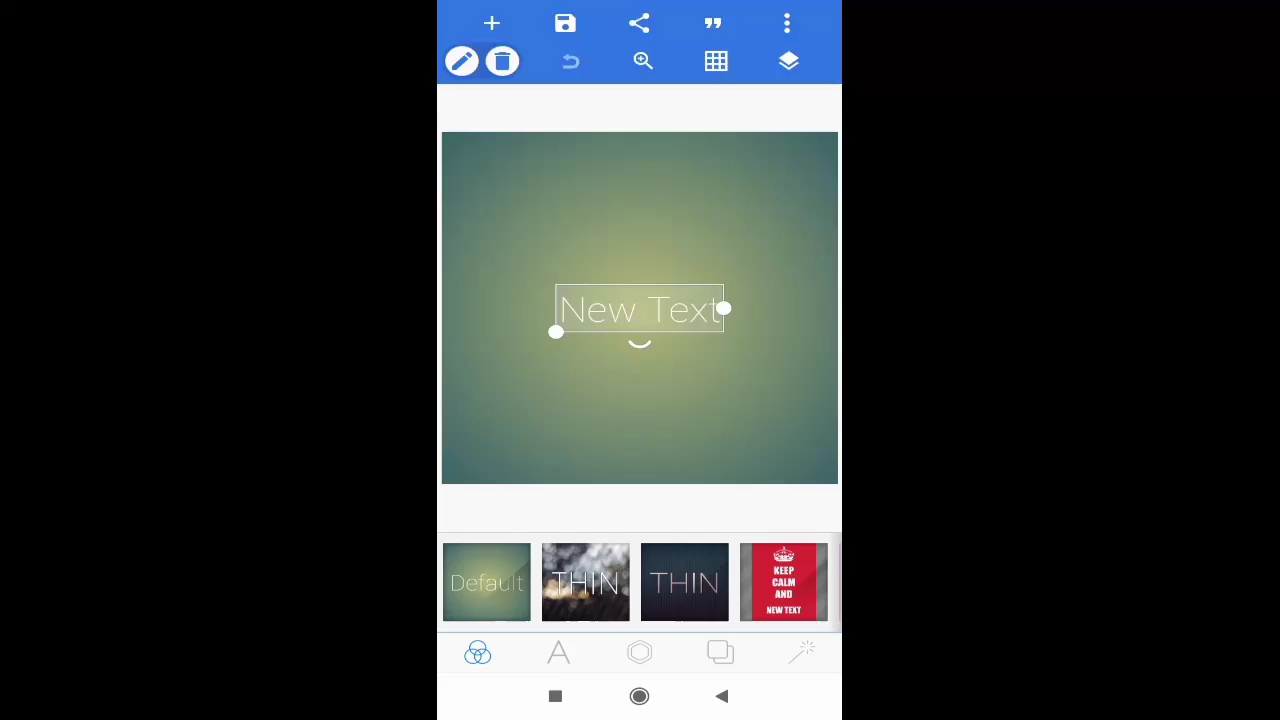 New Text
Default
THIN
THIN
KEEP
CALM
AND
NEW TEXT